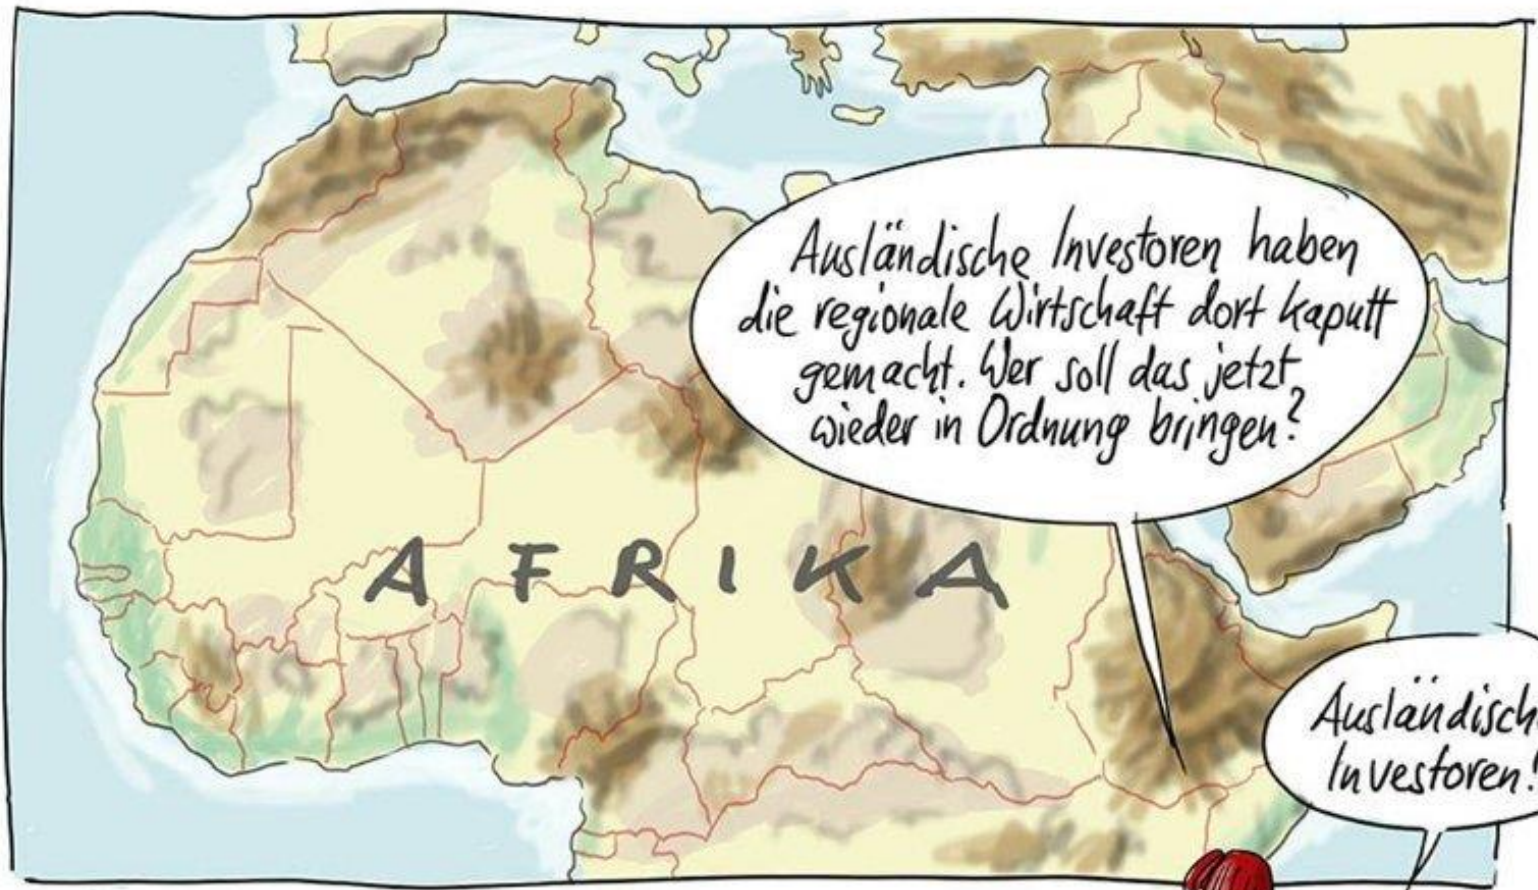 Ausländische Investoren haben
die regionale Wirtschaft dort kaputt
gemacht. Wer soll das jetzt
wieder in Ordnung bringen?
AFRIKA
Ausländische
Investoren!